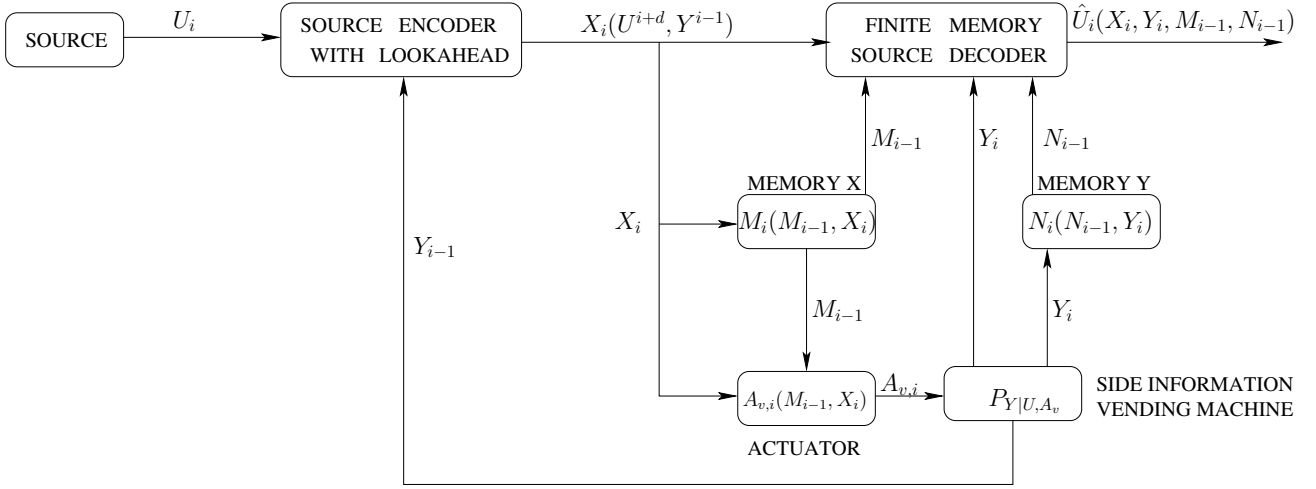 SOURCE
U_i
SOURCE ENCODER
WITH LOOKAHEAD
X_i(U^{i+d}, Y^{i-1})
FINITE MEMORY
SOURCE DECODER
\hat{U}_i(X_i, Y_i, M_{i-1}, N_{i-1})
M_{i-1}
Y_i
N_{i-1}
MEMORY X
MEMORY Y
X_i
M_i(M_{i-1}, X_i)
N_i(N_{i-1}, Y_i)
Y_{i-1}
M_{i-1}
Y_i
A_{v,i}(M_{i-1}, X_i)
A_{v,i}
P_{Y|U,A_v}
SIDE INFORMATION
VENDING MACHINE
ACTUATOR